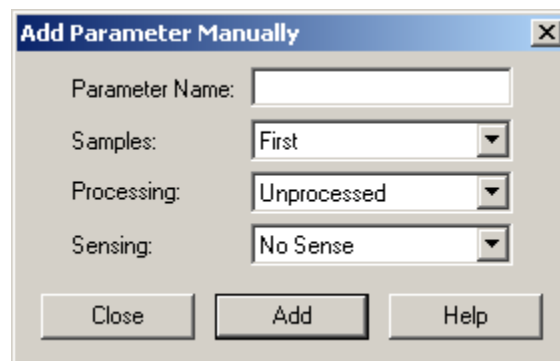 Add Parameter Manually
Parameter Name:
Samples: First
Processing: Unprocessed
Sensing: No Sense
Close Add Help